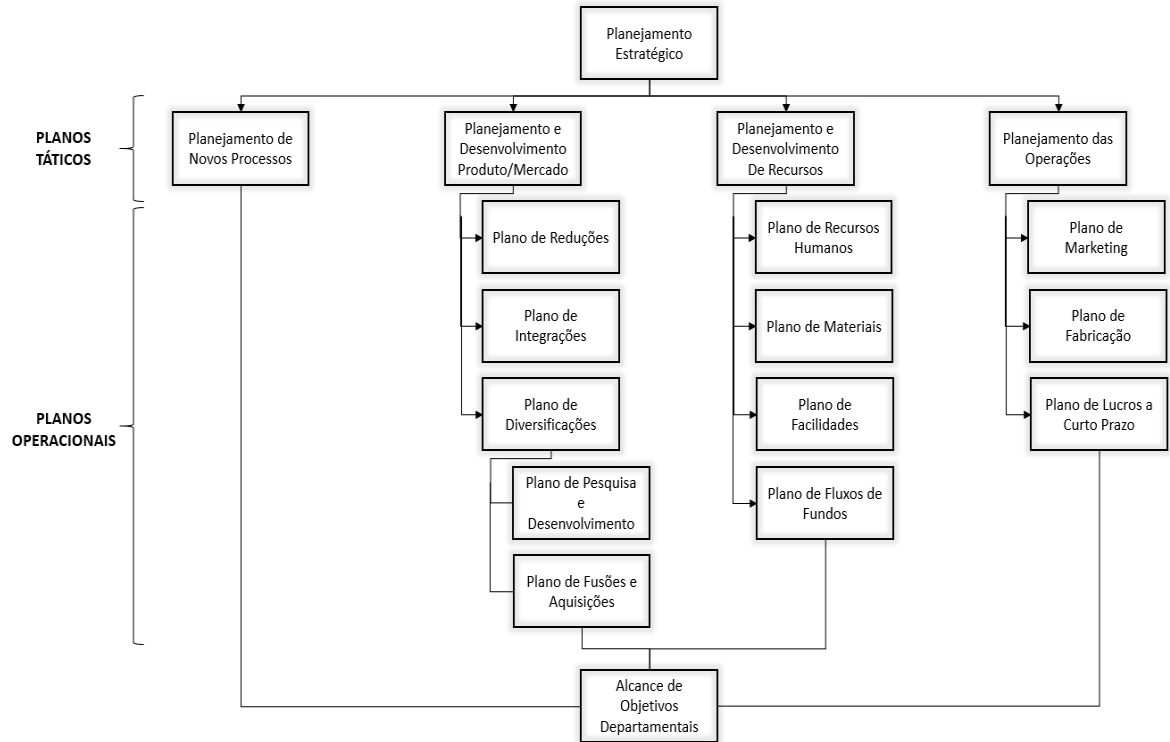 Planejamento
Estratégico
PLANOS
TÁTICOS
Planejamento de
Novos Processos
Planejamento e
Desenvolvimento
Produto/Mercado
Planejamento e
Desenvolvimento
De Recursos
Planejamento das
Operações
PLANOS
OPERACIONAIS
Plano de Reduções
Plano de
Integrações
Plano de
Diversificações
Plano de Pesquisa
e
Desenvolvimento
Plano de Fusões e
Aquisições
Plano de Recursos
Humanos
Plano de Materiais
Plano de
Facilidades
Plano de Fluxos de
Fundos
Plano de
Marketing
Plano de
Fabricação
Plano de Lucros a
Curto Prazo
Alcance de
Objetivos
Departamentais